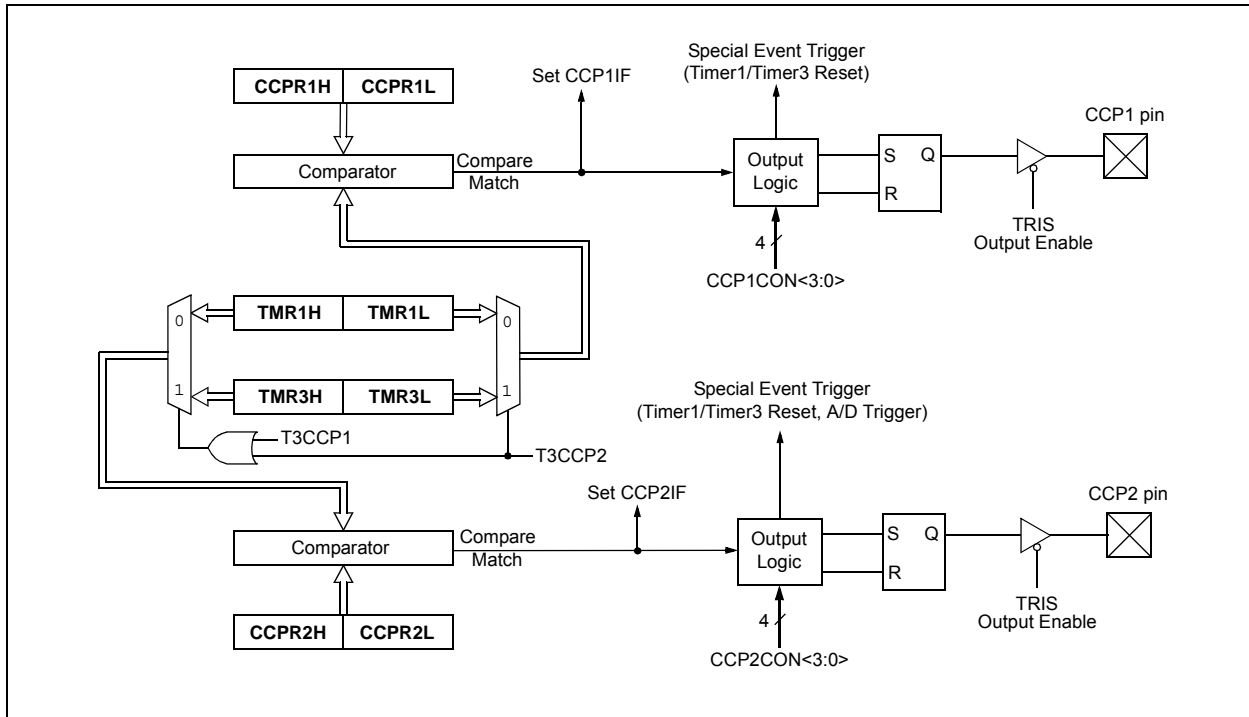 Special Event Trigger
(Timer1/Timer3 Reset)
Set CCP1IF
CCPR1H CCPR1L
CCP1 pin
Comparator
Compare
Match
Output
Logic
S Q
R
TRIS
Output Enable
4
CCP1CON<3:0>
0 TMR1H TMR1L 0
1 TMR3H TMR3L 1
T3CCP1
T3CCP2
Special Event Trigger
(Timer1/Timer3 Reset, A/D Trigger)
Set CCP2IF
CCP2 pin
Comparator
Compare
Match
Output
Logic
S Q
R
TRIS
Output Enable
4
CCPR2H CCPR2L
CCP2CON<3:0>